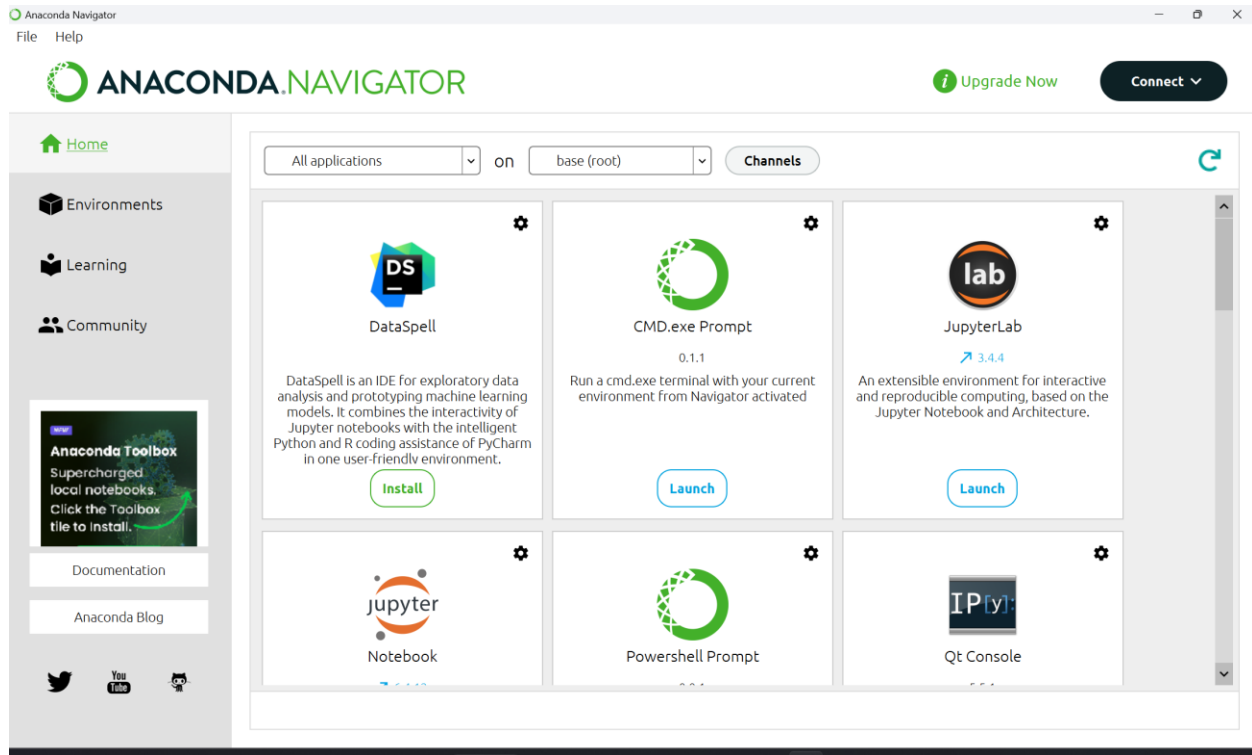 Anaconda Navigator
File Help
ANACONDA.NAVIGATOR
i Upgrade Now
Connect
Home
Environments
Learning
Community
NEW
Anaconda Toolbox
Supercharged
local notebooks.
Click the Toolbox
tile to Install.
Documentation
Anaconda Blog
You
Tube
All applications on base (root) Channels
DS
DataSpell
DataSpell is an IDE for exploratory data
analysis and prototyping machine learning
models. It combines the interactivity of
Jupyter notebooks with the intelligent
Python and R coding assistance of PyCharm
in one user-friendly environment.
Install
CMD.exe Prompt
0.1.1
Run a cmd.exe terminal with your current
environment from Navigator activated
Launch
lab
JupyterLab
3.4.4
An extensible environment for interactive
and reproducible computing, based on the
Jupyter Notebook and Architecture.
Launch
jupyter
Notebook
Powershell Prompt
IP[y]:
Qt Console